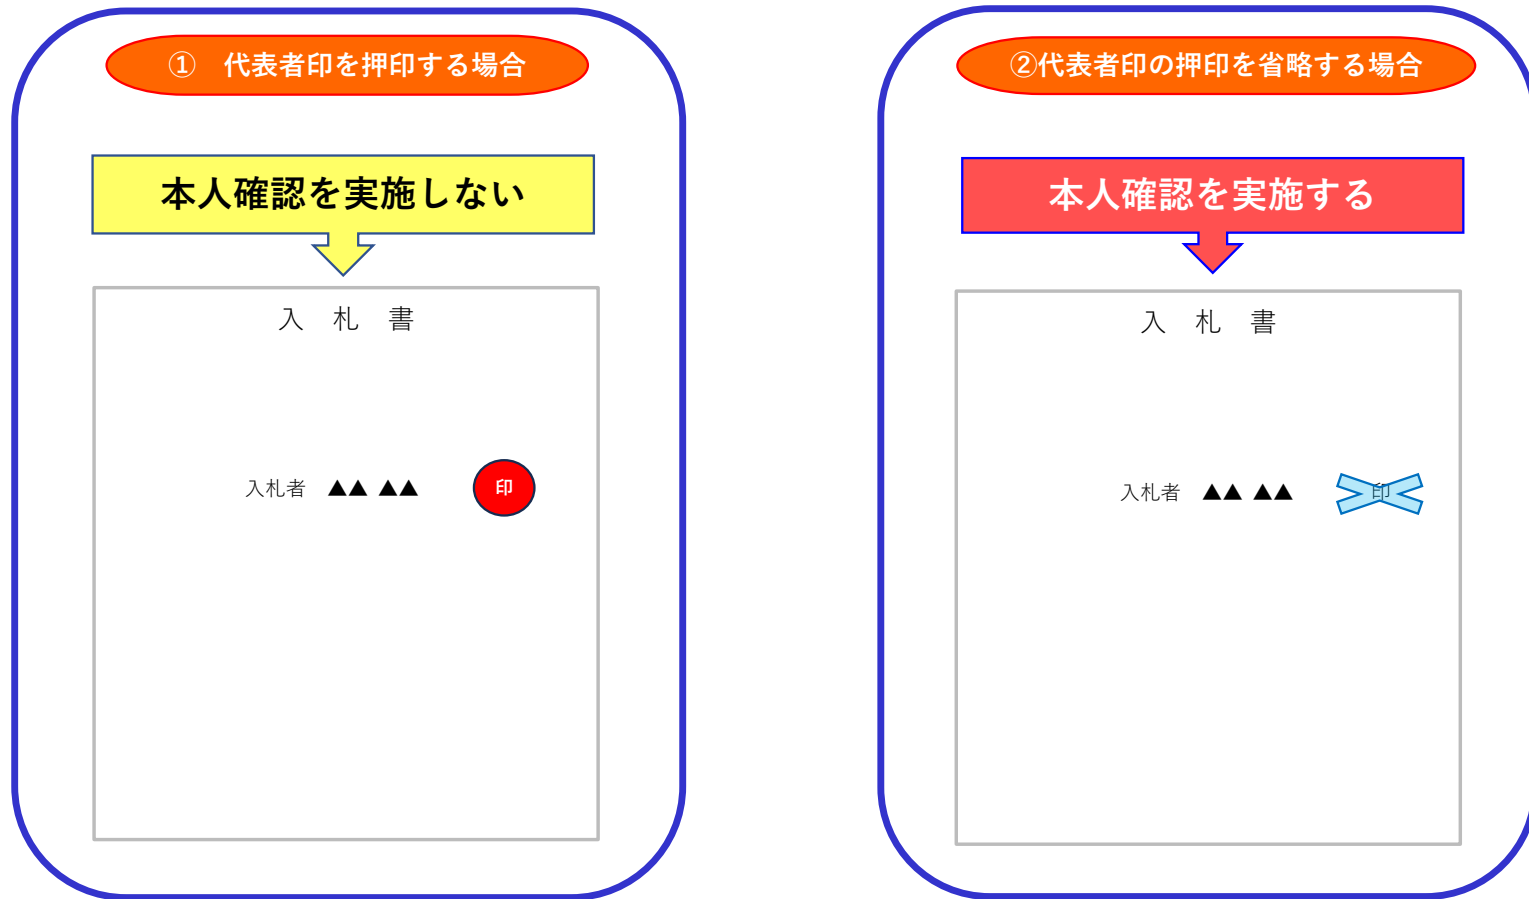 ①　代表者印を押印する場合
本人確認を実施しない
入　札　書
入札者　▲▲ ▲▲　印
②代表者印の押印を省略する場合
本人確認を実施する
入　札　書
入札者　▲▲ ▲▲　印